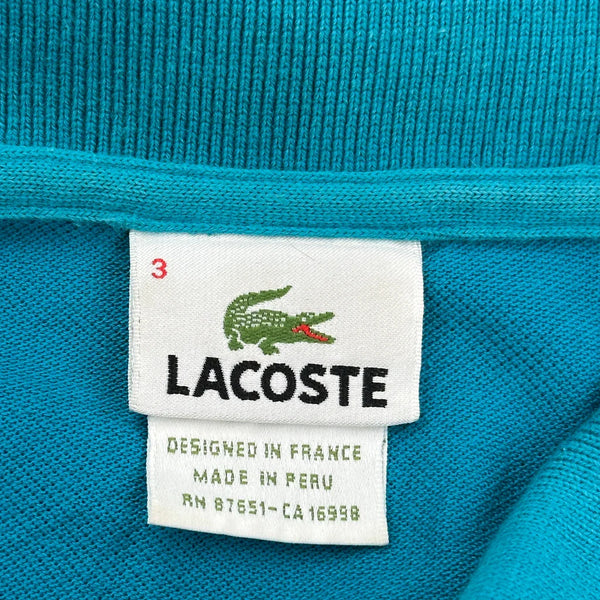 3
LACOSTE
DESIGNED IN FRANCE
MADE IN PERU
RN 87651-CA 16998